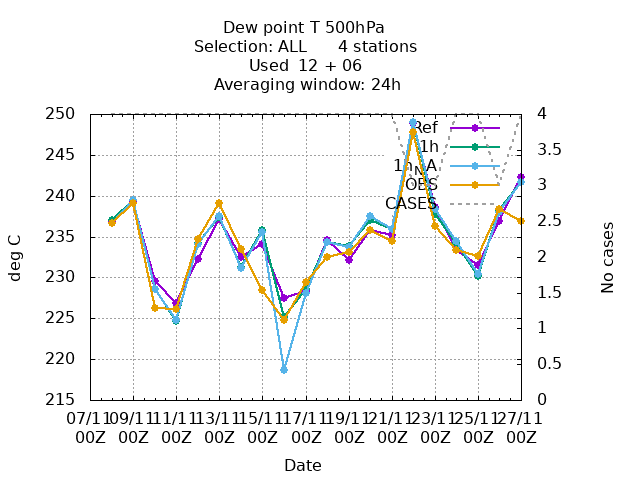 Dew point T 500hPa
Selection: ALL      4 stations
Used  12 + 06
Averaging window: 24h
deg C
250
245
240
235
230
225
220
215
Ref
1h
1h_NA
OBS
CASES
4
3.5
3
2.5
2
1.5
1
0.5
0
No cases
07/11 09/11 11/11 13/11 15/11 17/11 19/11 21/11 23/11 25/11 27/11
00Z 00Z 00Z 00Z 00Z 00Z 00Z 00Z 00Z 00Z 00Z
Date